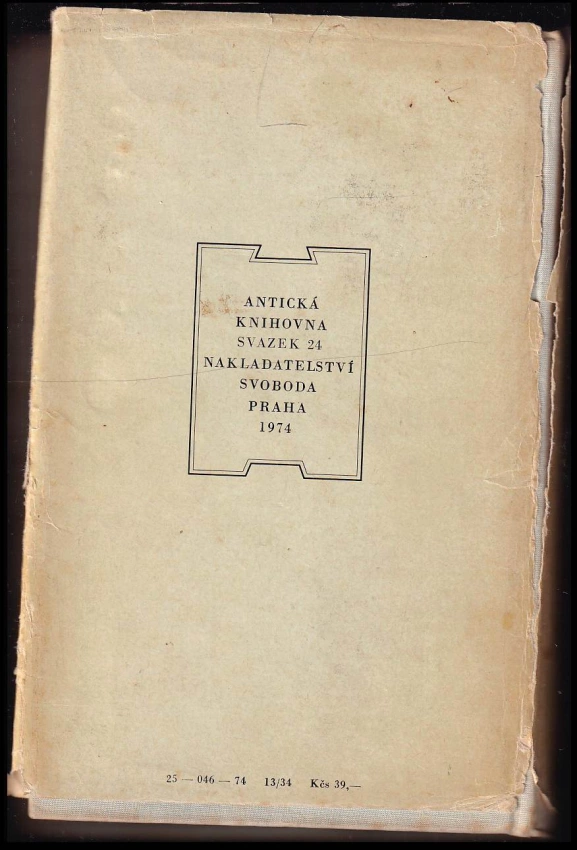 ANTICKÁ
KNIHOVNA
SVAZEK 24
NAKLADATELSTVÍ
SVOBODA
PRAHA
1974
25 — 046 — 74 13/34 Kčs 39,—